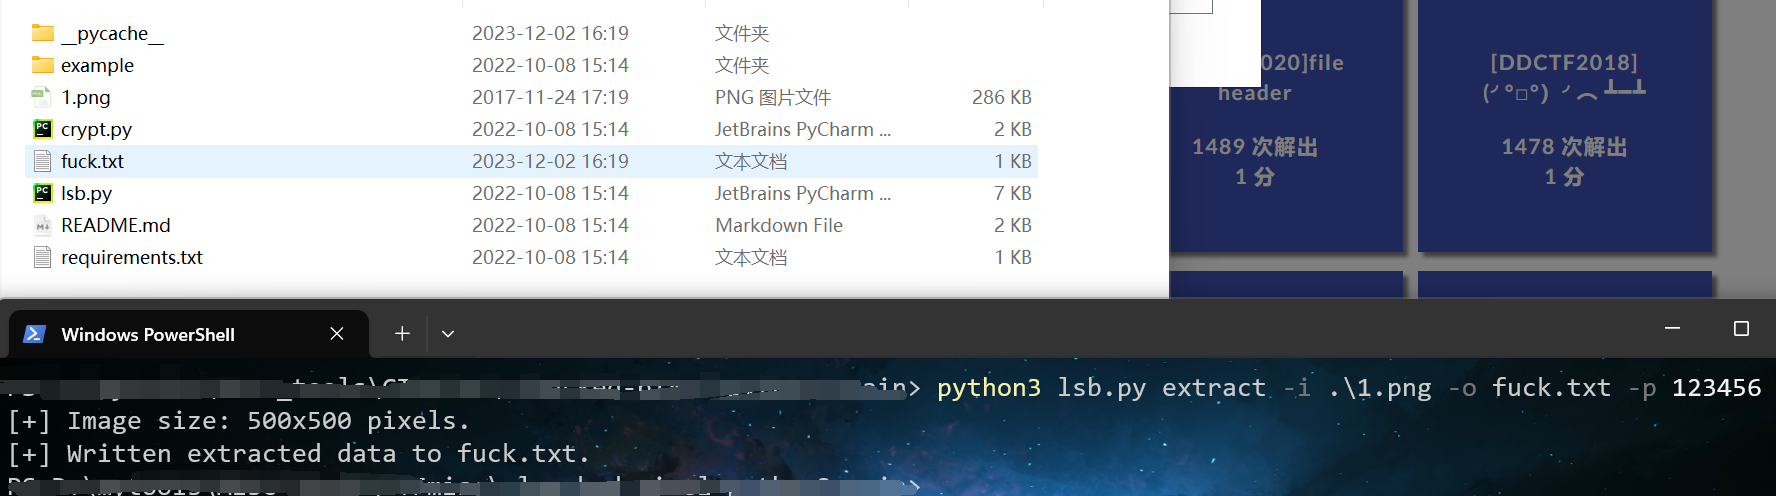 __pycache__ 2023-12-02 16:19 文件夹
example 2022-10-08 15:14 文件夹
1.png 2017-11-24 17:19 PNG 图片文件 286 KB
crypt.py 2022-10-08 15:14 JetBrains PyCharm ... 2 KB
fuck.txt 2023-12-02 16:19 文本文档 1 KB
lsb.py 2022-10-08 15:14 JetBrains PyCharm ... 7 KB
README.md 2022-10-08 15:14 Markdown File 2 KB
requirements.txt 2022-10-08 15:14 文本文档 1 KB
020]file
header
1489 次解出
1 分
[DDCTF2018]
(╯°□°）╯︵ ┻━┻
1478 次解出
1 分
Windows PowerShell
> python3 lsb.py extract -i .\1.png -o fuck.txt -p 123456
[+] Image size: 500x500 pixels.
[+] Written extracted data to fuck.txt.